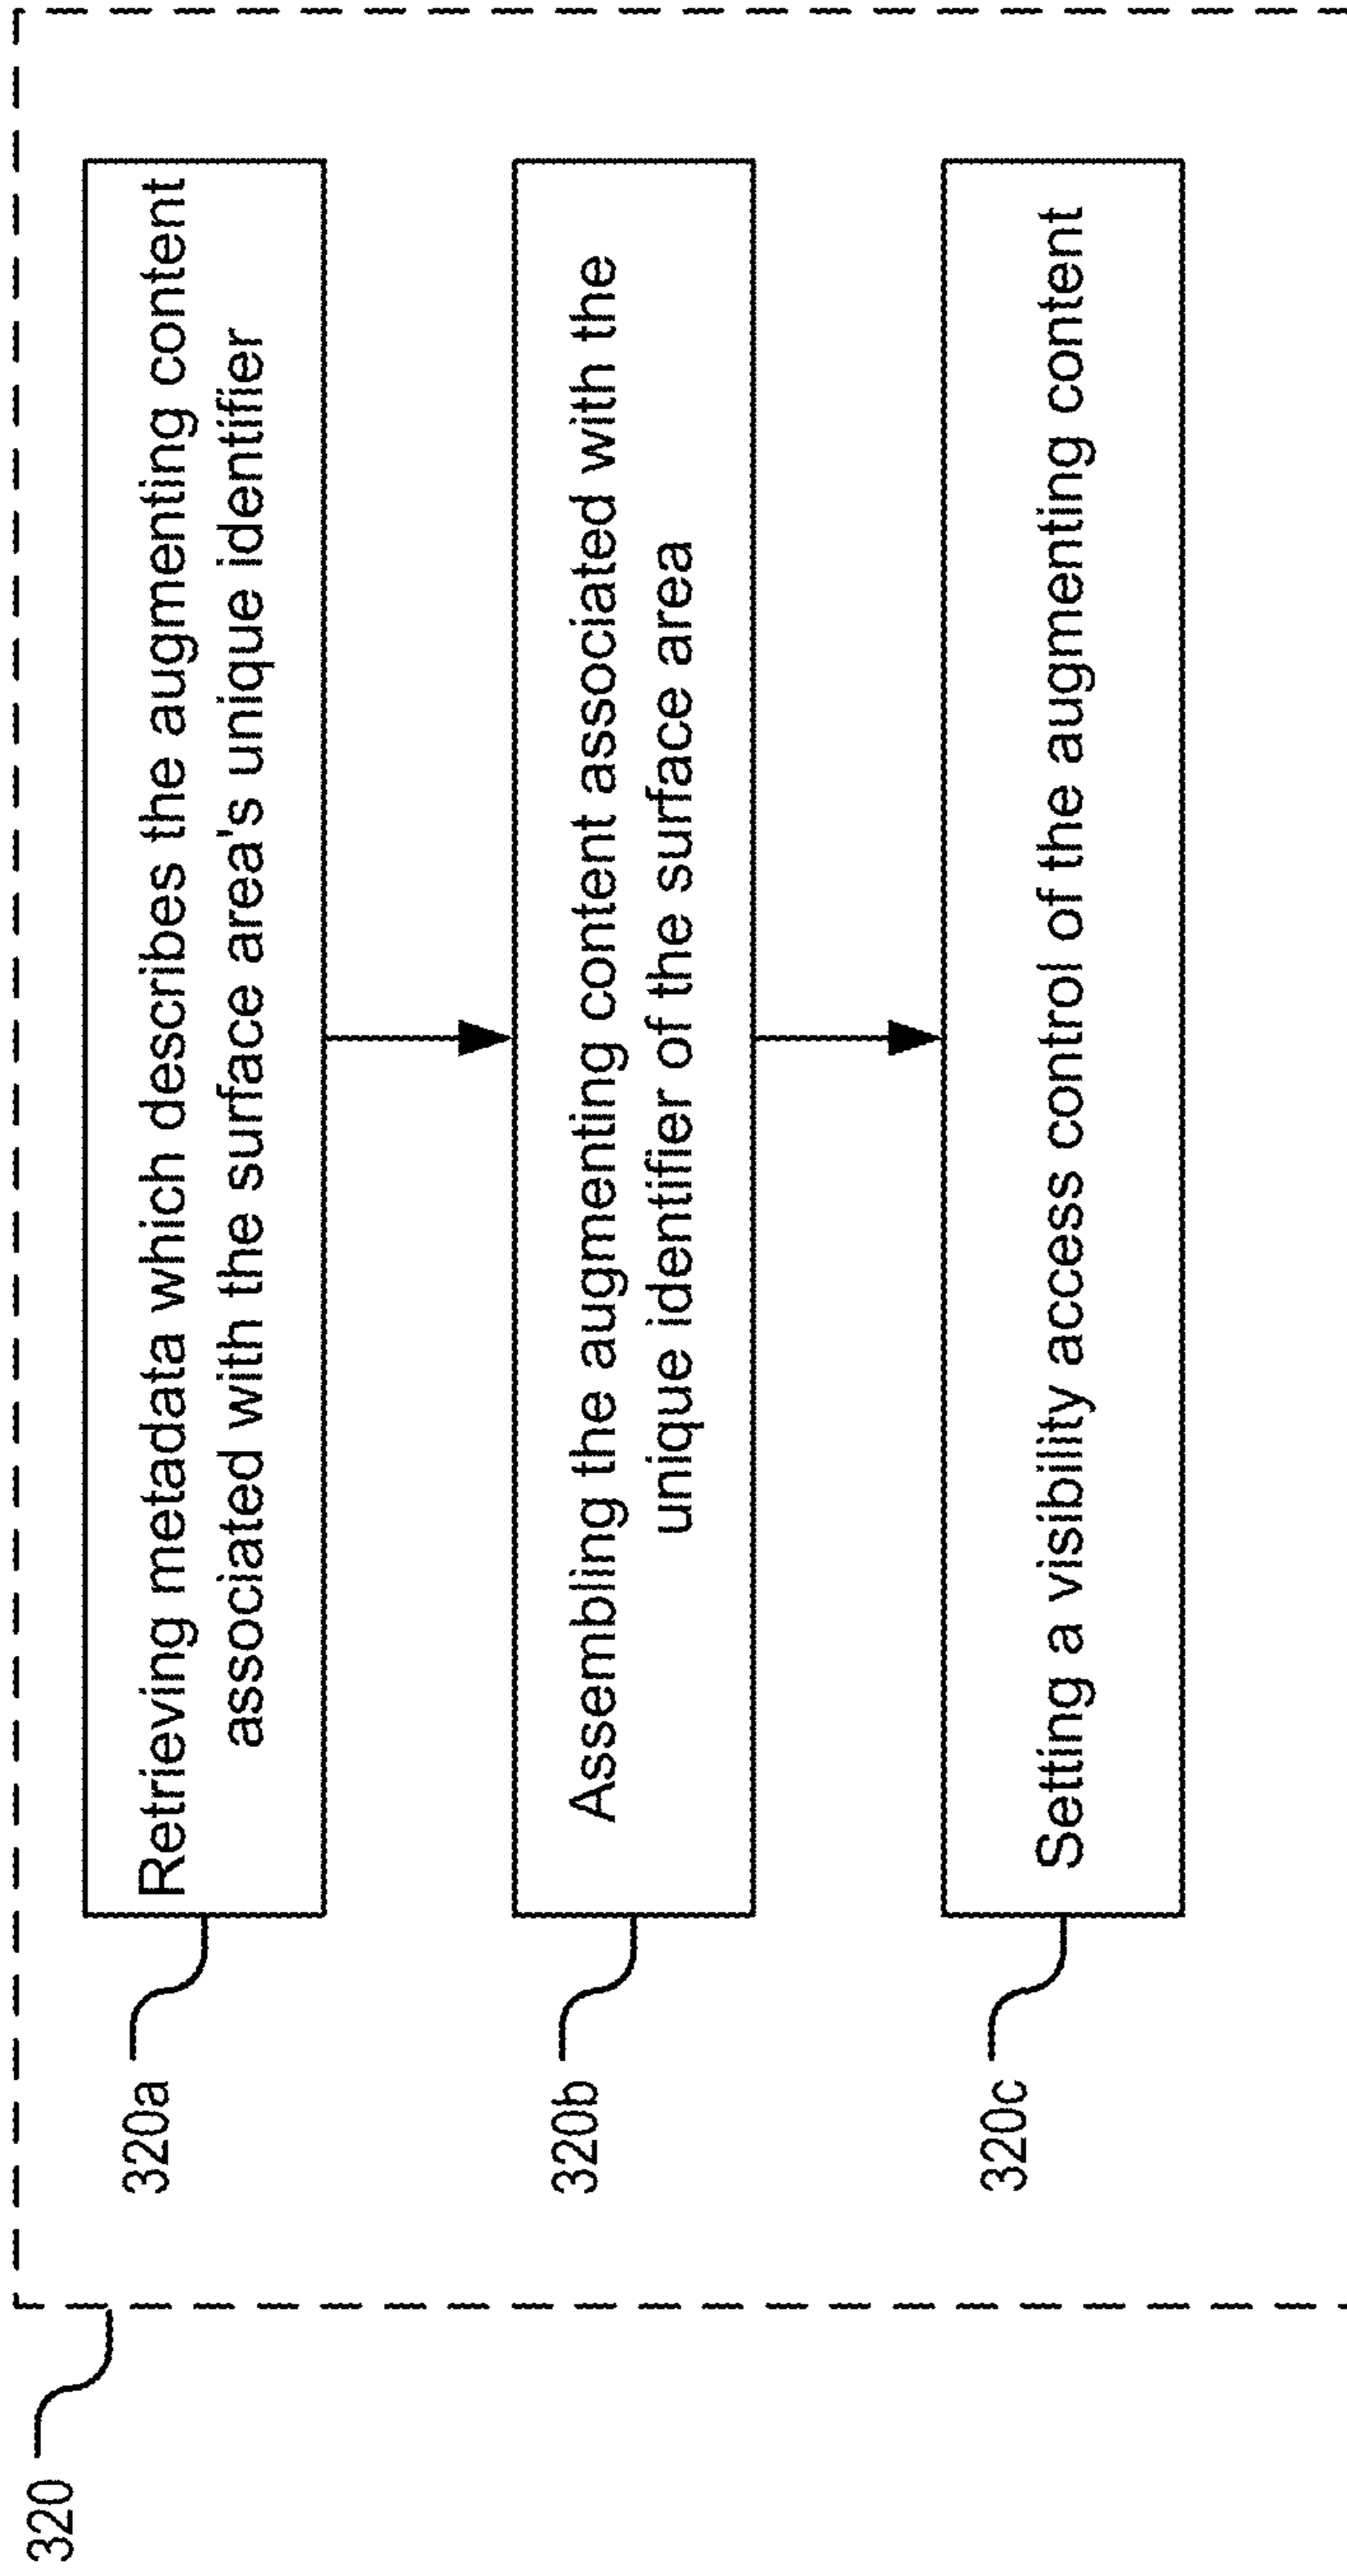 320
320a
Retrieving metadata which describes the augmenting content
associated with the surface area's unique identifier
320b
Assembling the augmenting content associated with the
unique identifier of the surface area
320c
Setting a visibility access control of the augmenting content